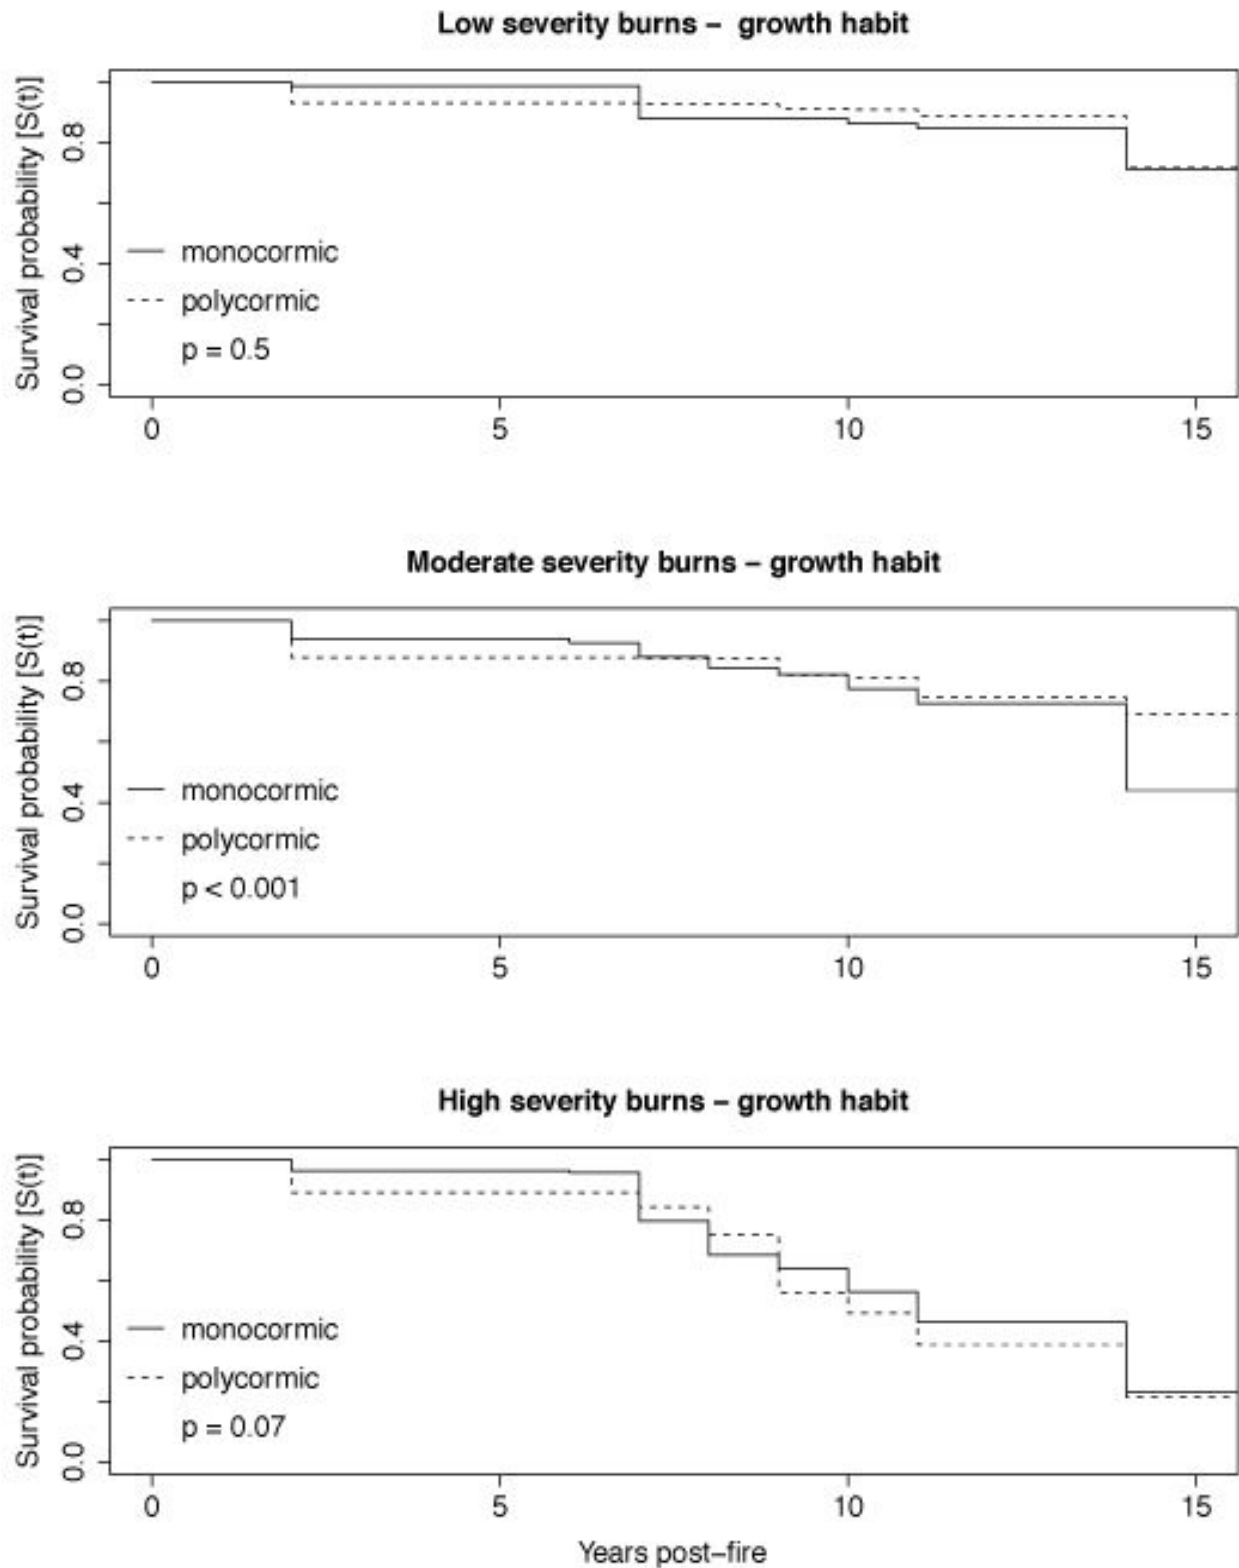 Low severity burns – growth habit
Survival probability [S(t)]
0.8
0.4
0.0
monocormic
polycormic
p = 0.5
0 5 10 15
Moderate severity burns – growth habit
Survival probability [S(t)]
0.8
0.4
0.0
monocormic
polycormic
p < 0.001
0 5 10 15
High severity burns – growth habit
Survival probability [S(t)]
0.8
0.4
0.0
monocormic
polycormic
p = 0.07
0 5 10 15
Years post–fire